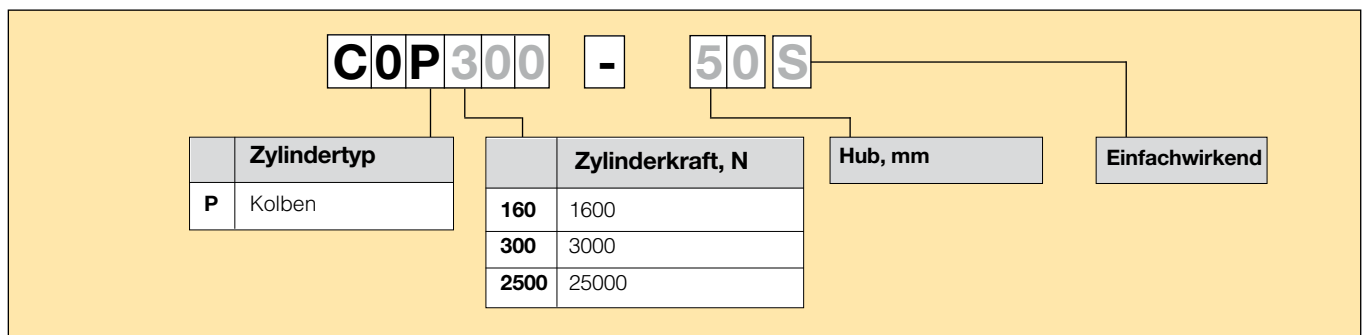 C0P300 - 50S
Zylindertyp
P Kolben
Zylinderkraft, N
160 1600
300 3000
2500 25000
Hub, mm
Einfachwirkend